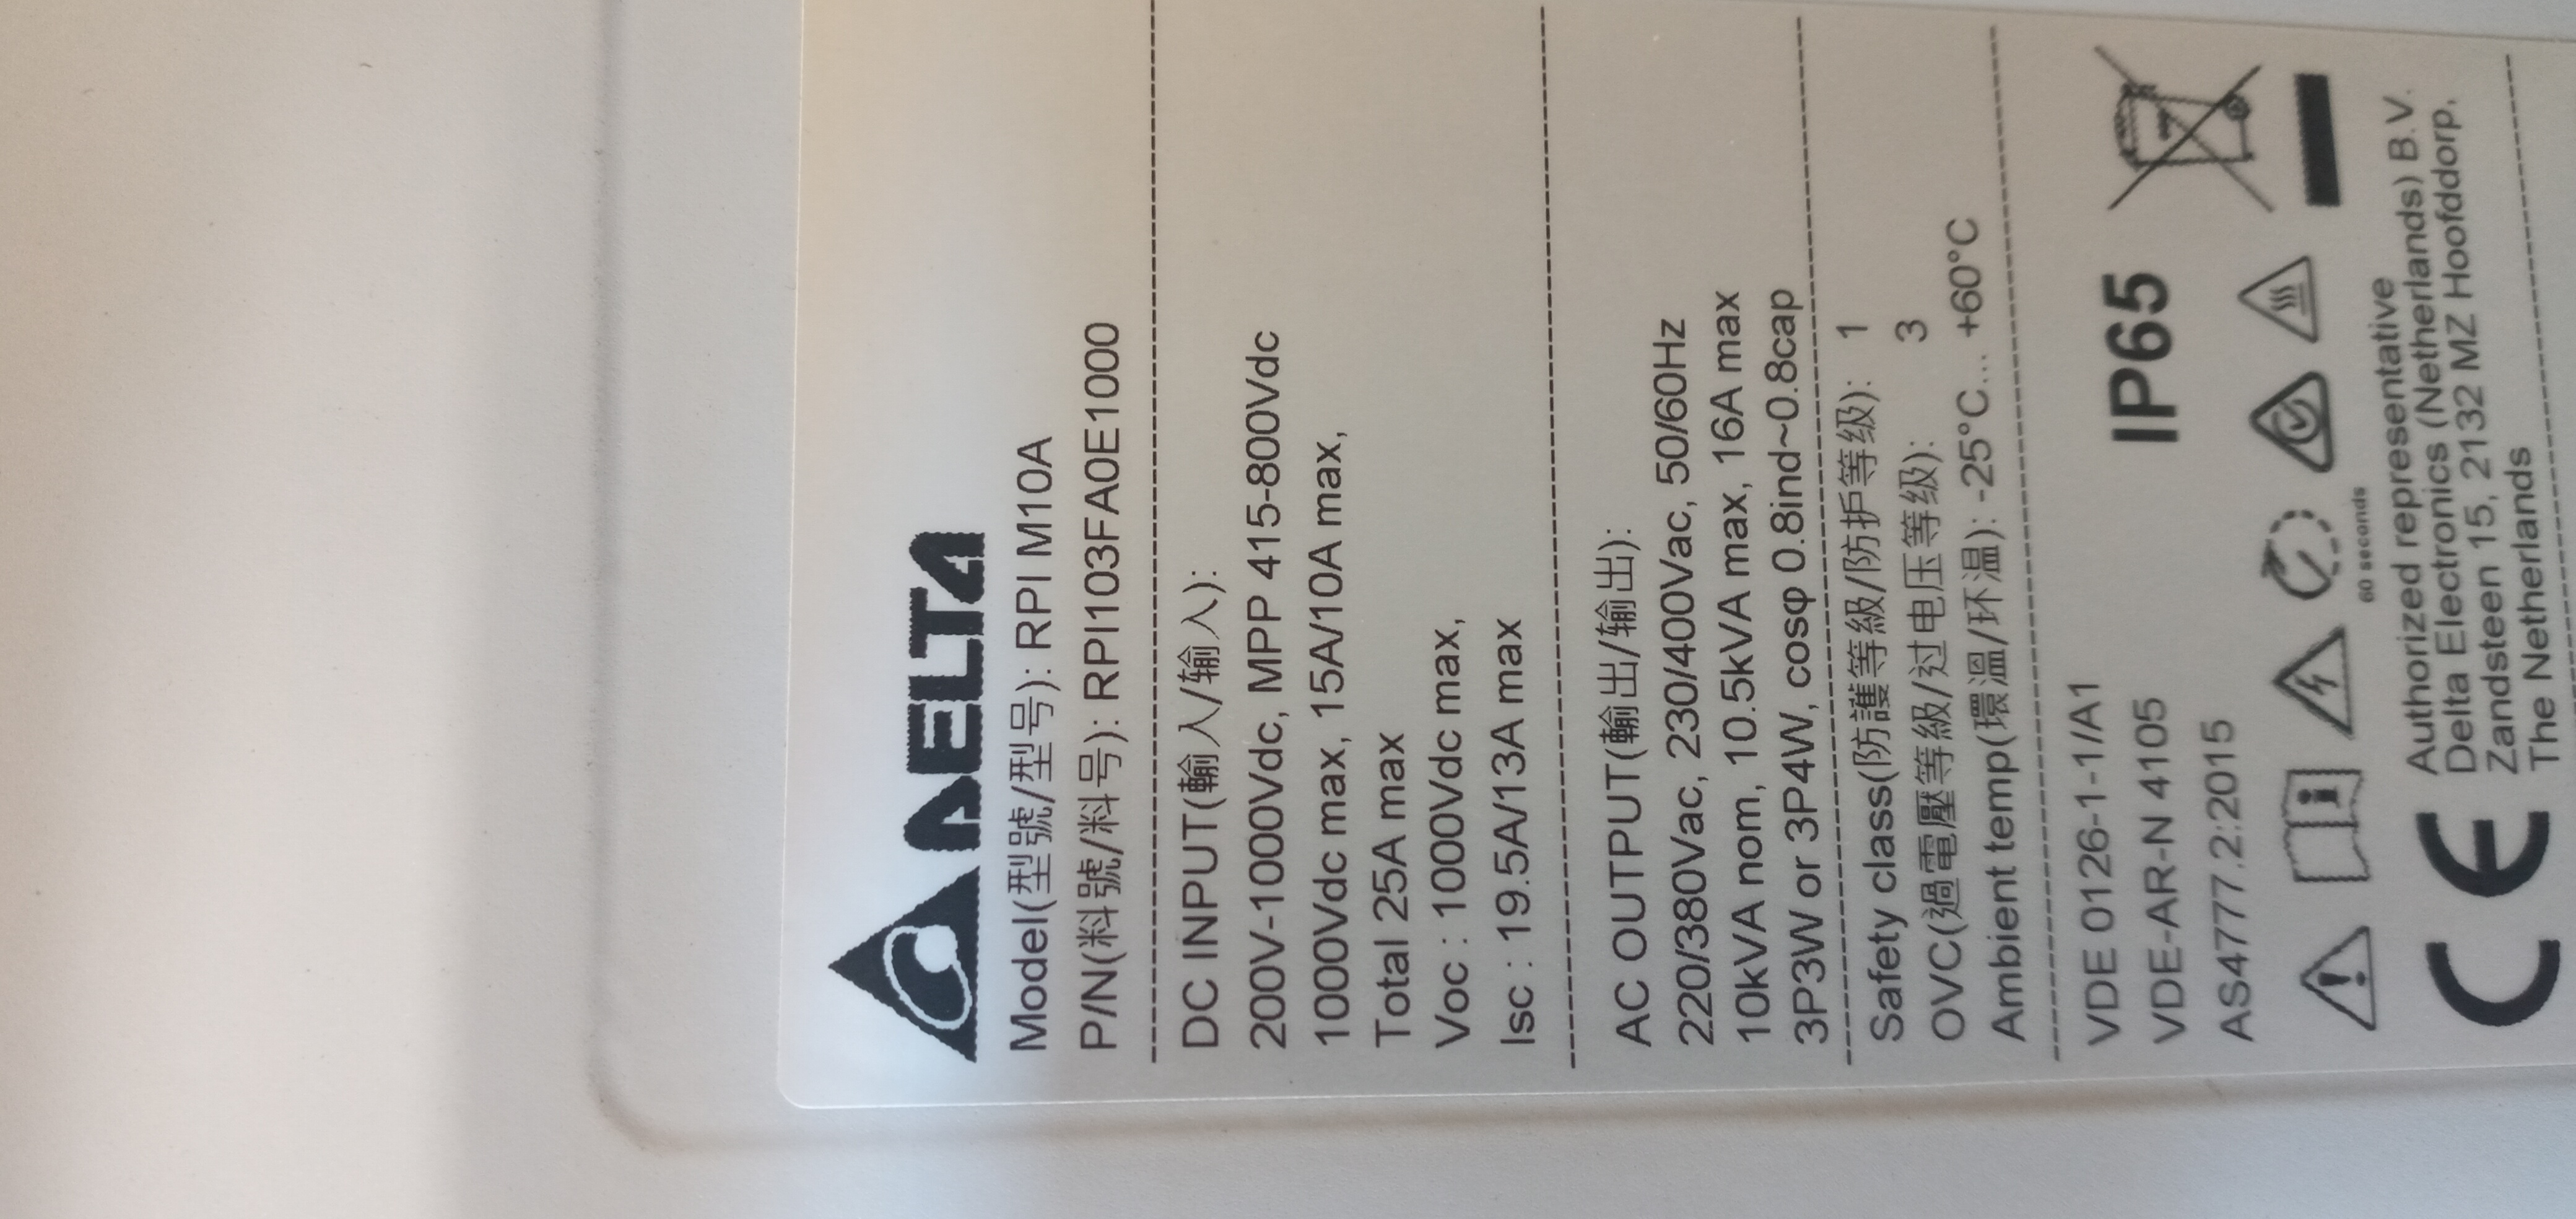 DELTA
Model(型號/型号): RPI M10A
P/N(料號/料号): RPI103FA0E1000
DC INPUT(輸入/输入):
200V-1000Vdc, MPP 415-800Vdc
1000Vdc max, 15A/10A max,
Total 25A max
Voc : 1000Vdc max,
Isc : 19.5A/13A max
AC OUTPUT(輸出/输出):
220/380Vac, 230/400Vac, 50/60Hz
10kVA nom, 10.5kVA max, 16A max
3P3W or 3P4W, cosφ 0.8ind~0.8cap
Safety class(防護等級/防护等级): 1
OVC(過電壓等級/过电压等级): 3
Ambient temp(環溫/环温): -25°C... +60°C
VDE 0126-1-1/A1
VDE-AR-N 4105
AS4777.2:2015
IP65
60 seconds
CE
Authorized representative
Delta Electronics (Netherlands) B.V.
Zandsteen 15, 2132 MZ Hoofddorp,
The Netherlands